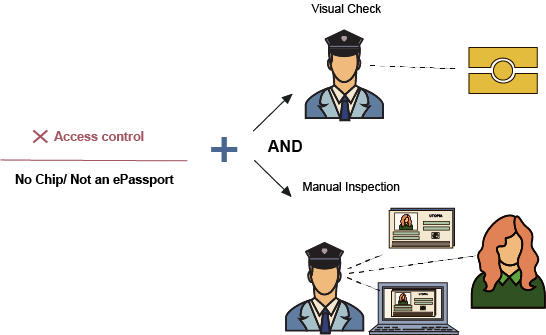 Visual Check
Access control
No Chip/ Not an ePassport
AND
Manual Inspection
UTOPIA